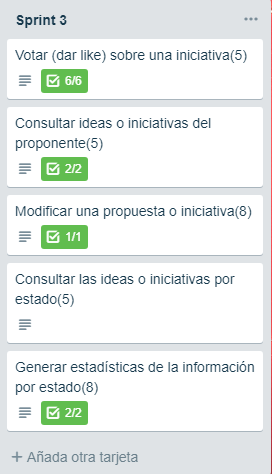 Sprint 3
Votar (dar like) sobre una iniciativa(5)
6/6
Consultar ideas o iniciativas del
proponente(5)
2/2
Modificar una propuesta o iniciativa(8)
1/1
Consultar las ideas o iniciativas por
estado(5)
Generar estadísticas de la información
por estado(8)
2/2
+ Añada otra tarjeta